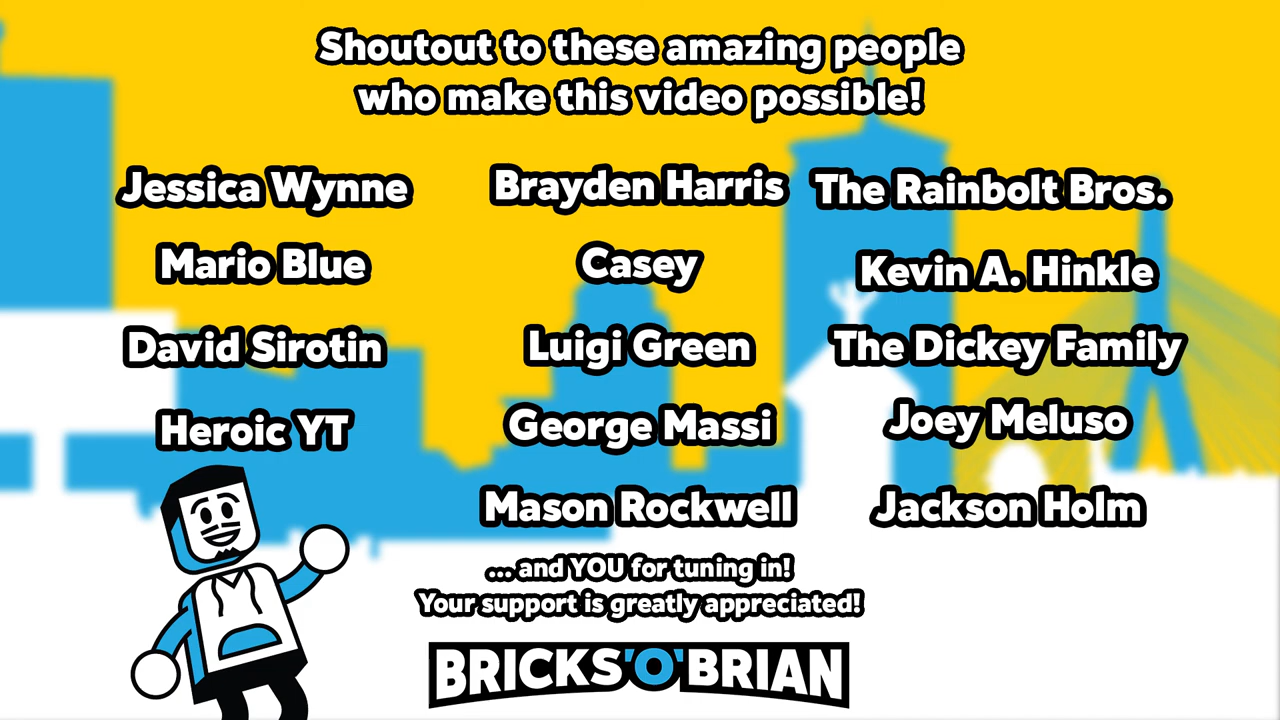 Shoutout to these amazing people
who make this video possible!
Jessica Wynne
Mario Blue
David Sirotin
Heroic YT
Brayden Harris
Casey
Luigi Green
George Massi
Mason Rockwell
The Rainbolt Bros.
Kevin A. Hinkle
The Dickey Family
Joey Meluso
Jackson Holm
... and YOU for tuning in!
Your support is greatly appreciated!
BRICKS'O'BRIAN